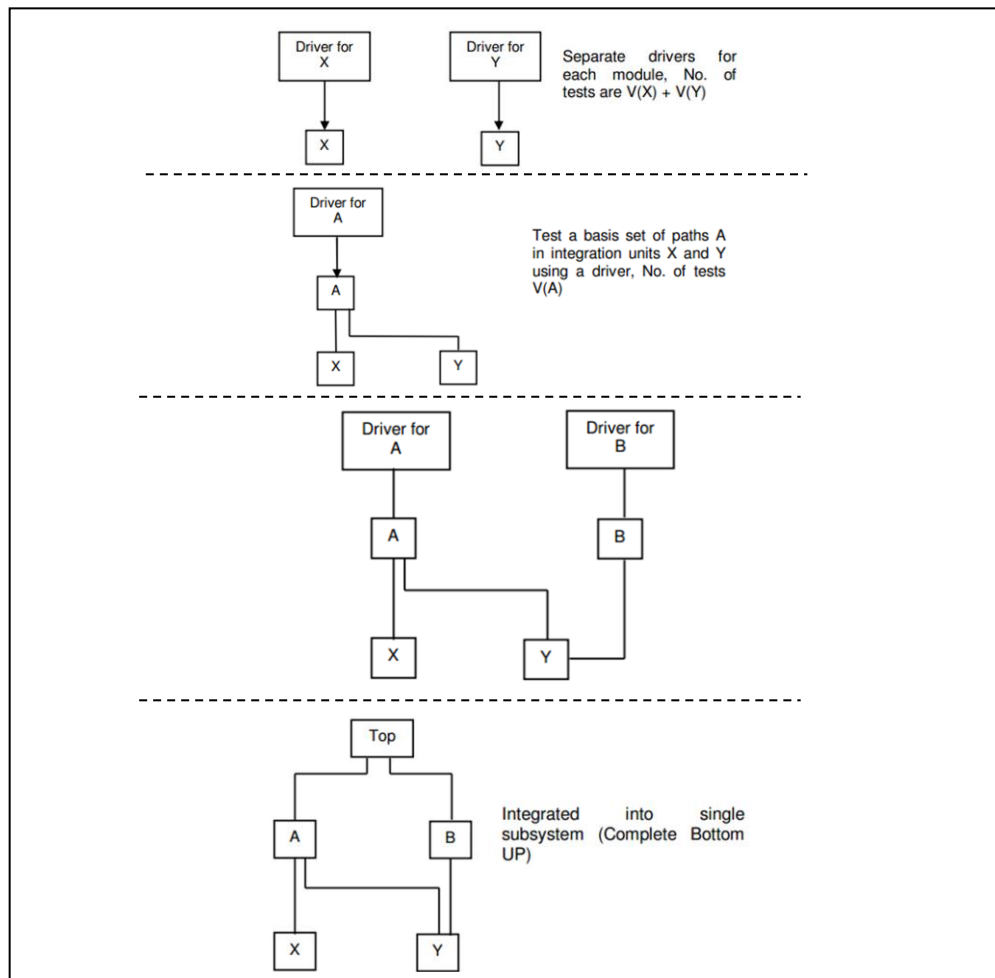 Driver for
X
Driver for
Y
Separate drivers for
each module, No. of
tests are V(X) + V(Y)
X
Y
Driver for
A
Test a basis set of paths A
in integration units X and Y
using a driver, No. of tests
V(A)
A
X
Y
Driver for
A
Driver for
B
A
B
X
Y
Top
Integrated into single
subsystem (Complete Bottom
UP)
A
B
X
Y